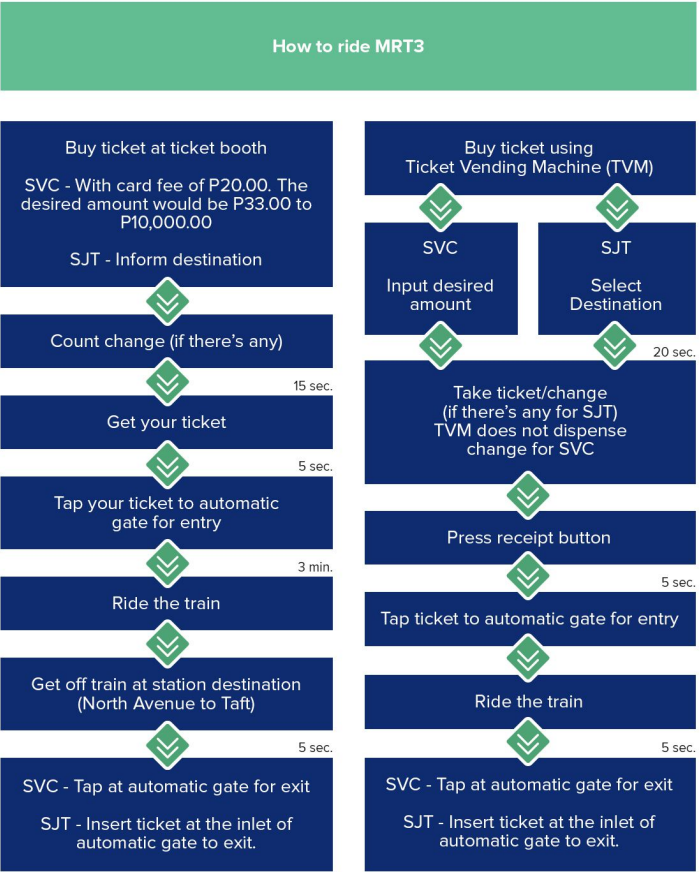 How to ride MRT3
Buy ticket at ticket booth
SVC - With card fee of P20.00. The
desired amount would be P33.00 to
P10,000.00
SJT - Inform destination
Count change (if there's any)
15 sec.
Get your ticket
5 sec.
Tap your ticket to automatic
gate for entry
3 min.
Ride the train
Get off train at station destination
(North Avenue to Taft)
5 sec.
SVC - Tap at automatic gate for exit
SJT - Insert ticket at the inlet of
automatic gate to exit.
Buy ticket using
Ticket Vending Machine (TVM)
SVC
Input desired
amount
SJT
Select
Destination
20 sec.
Take ticket/change
(if there's any for SJT)
TVM does not dispense
change for SVC
Press receipt button
5 sec.
Tap ticket to automatic gate for entry
Ride the train
5 sec.
SVC - Tap at automatic gate for exit
SJT - Insert ticket at the inlet of
automatic gate to exit.